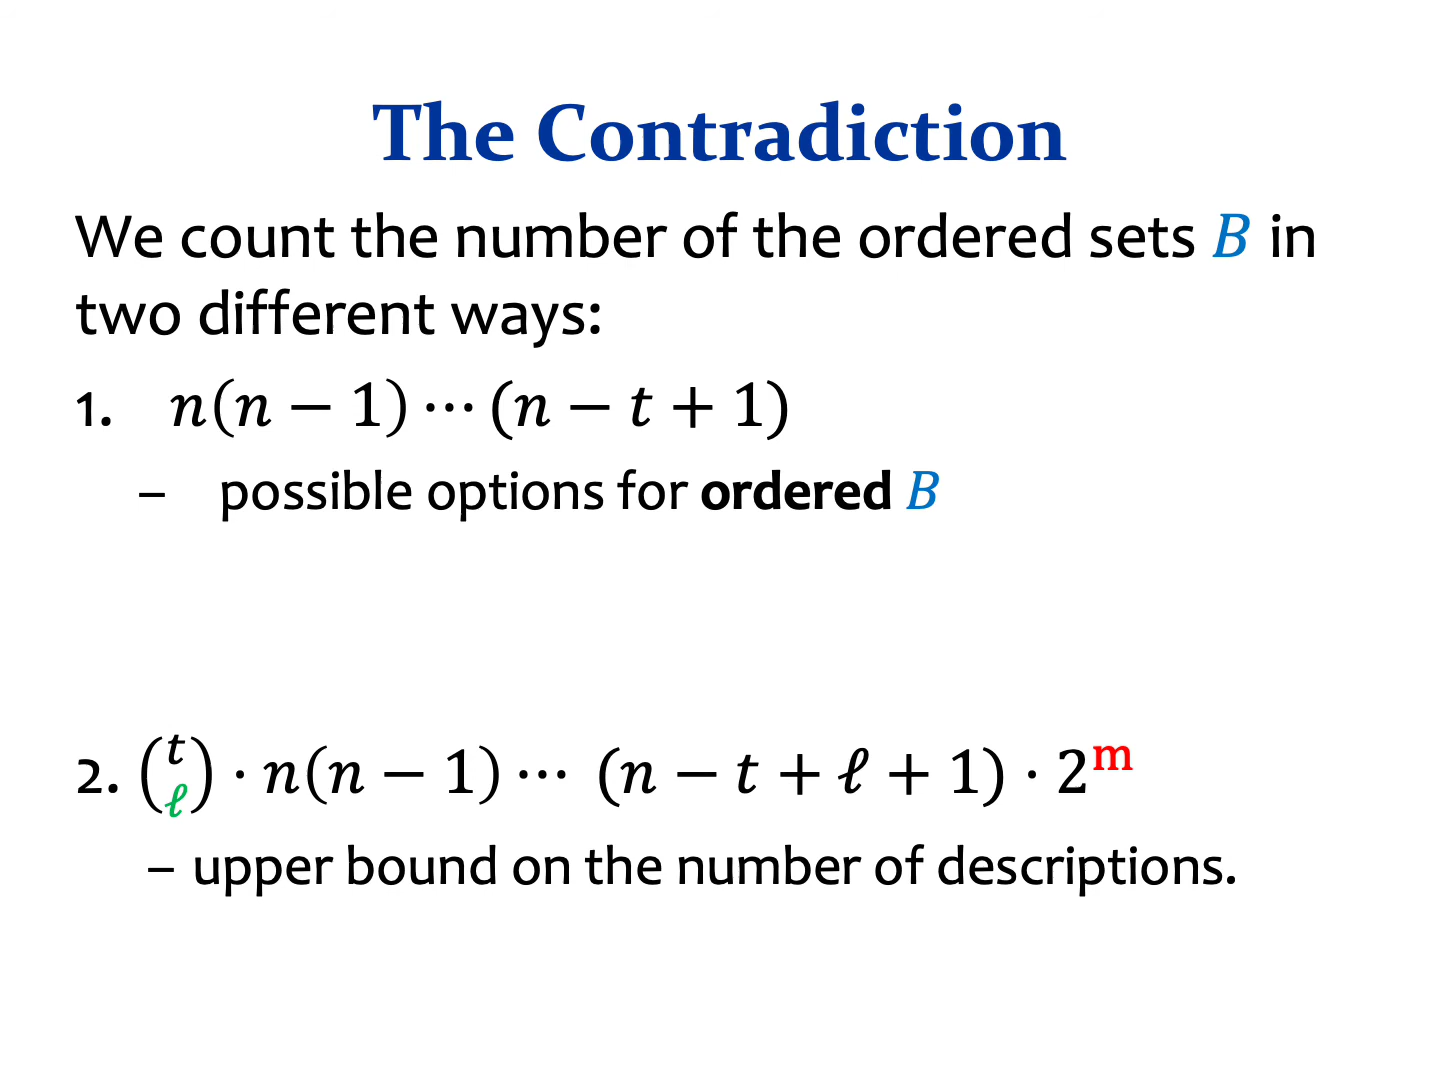 The Contradiction
We count the number of the ordered sets B in
two different ways:
1. n(n − 1) ⋯ (n − t + 1)
– possible options for ordered B
2. (t ℓ) · n(n − 1) ⋯ (n − t + ℓ + 1) · 2^m
– upper bound on the number of descriptions.